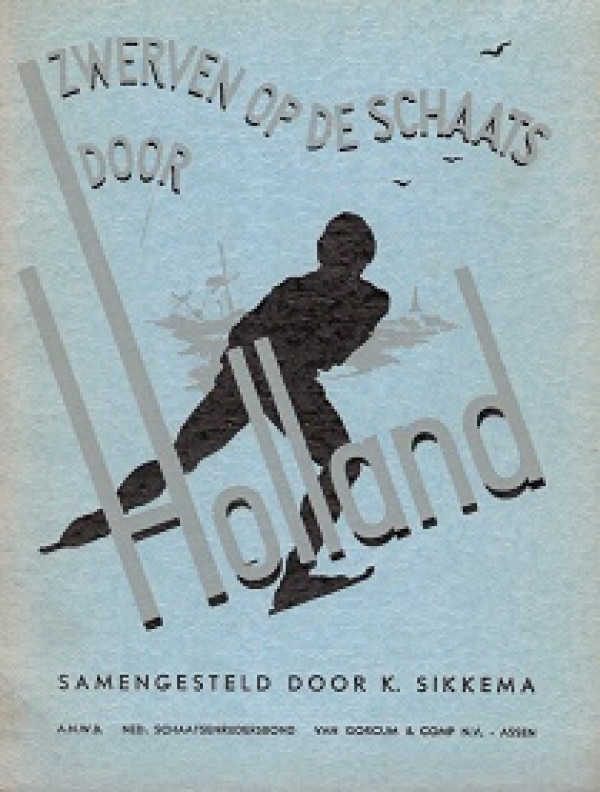 ZWERVEN OP DE SCHAATS
DOOR
Holland
SAMENGESTELD DOOR K. SIKKEMA
A.N.W.B. NED. SCHAATSENRIJDERSBOND VAN GORCUM & COMP N.V. - ASSEN